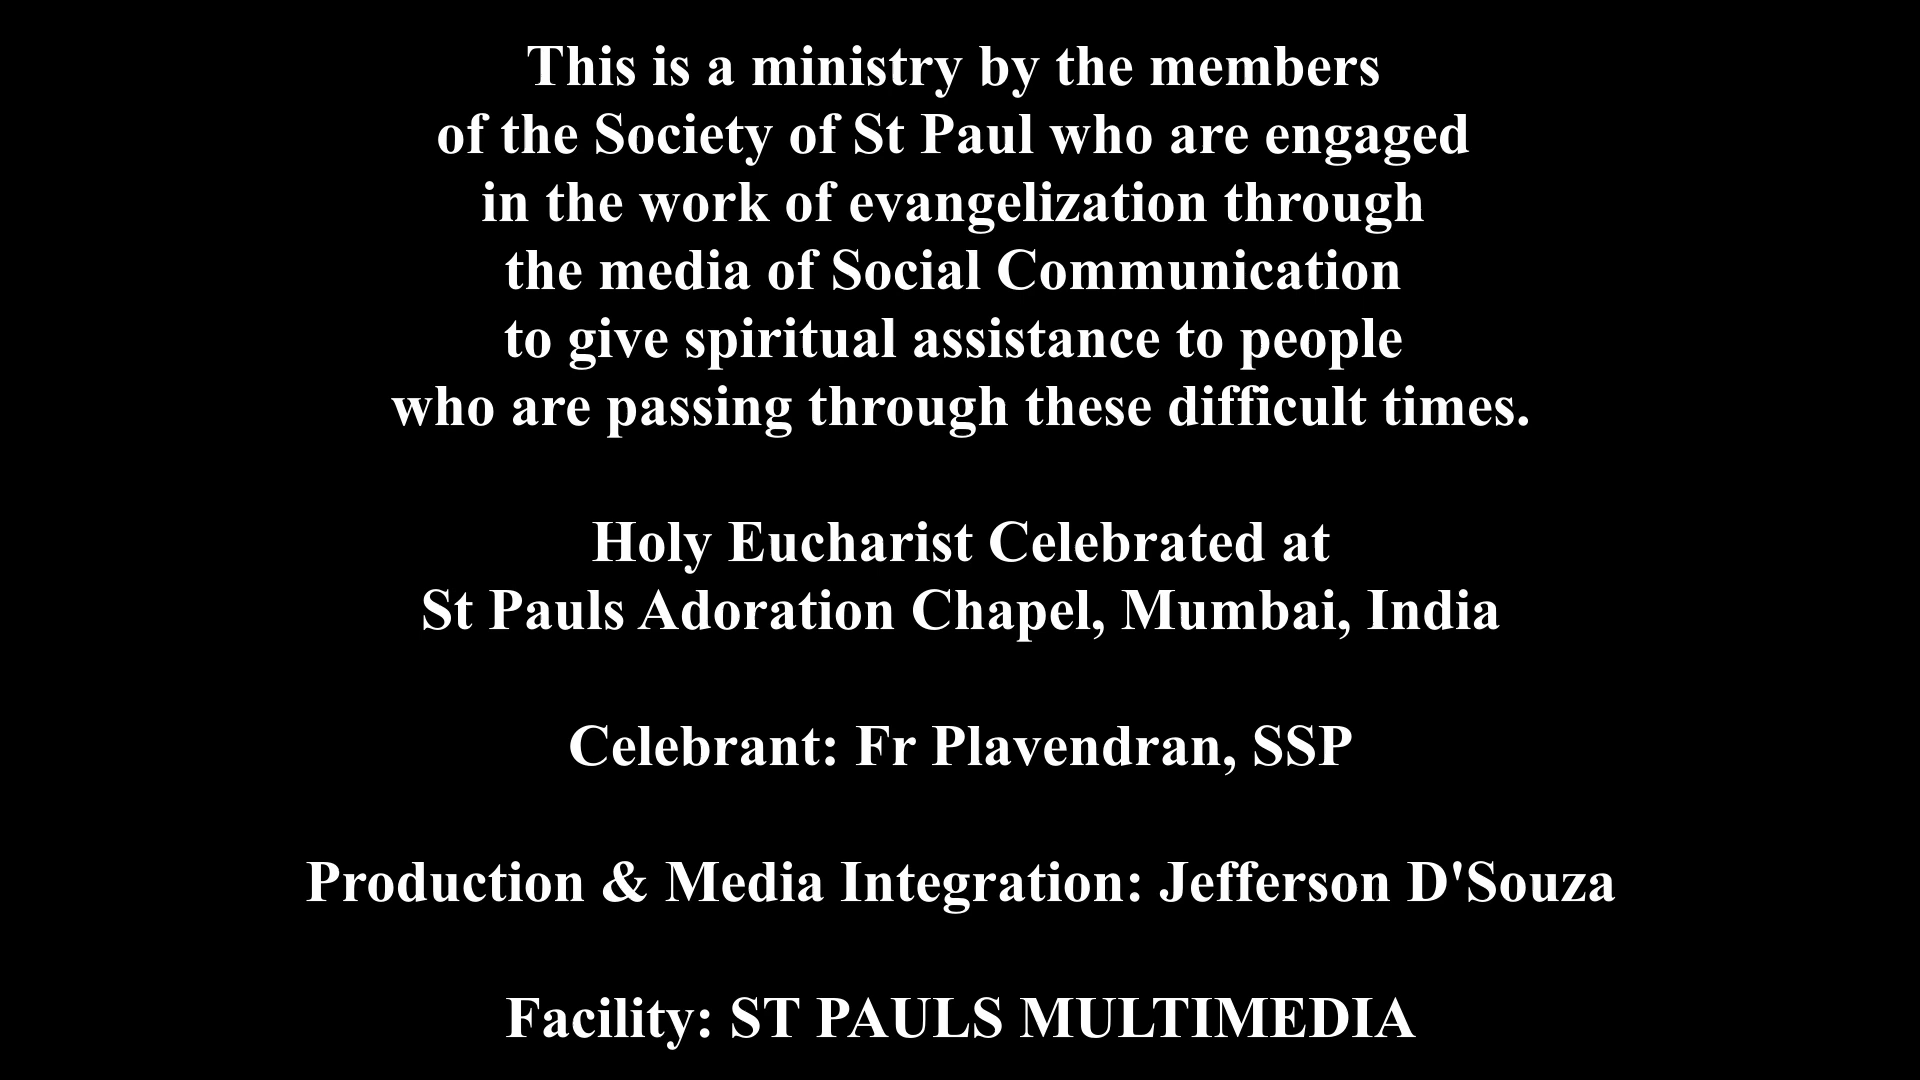 This is a ministry by the members
of the Society of St Paul who are engaged
in the work of evangelization through
the media of Social Communication
to give spiritual assistance to people
who are passing through these difficult times.
Holy Eucharist Celebrated at
St Pauls Adoration Chapel, Mumbai, India
Celebrant: Fr Plavendran, SSP
Production & Media Integration: Jefferson D'Souza
Facility: ST PAULS MULTIMEDIA